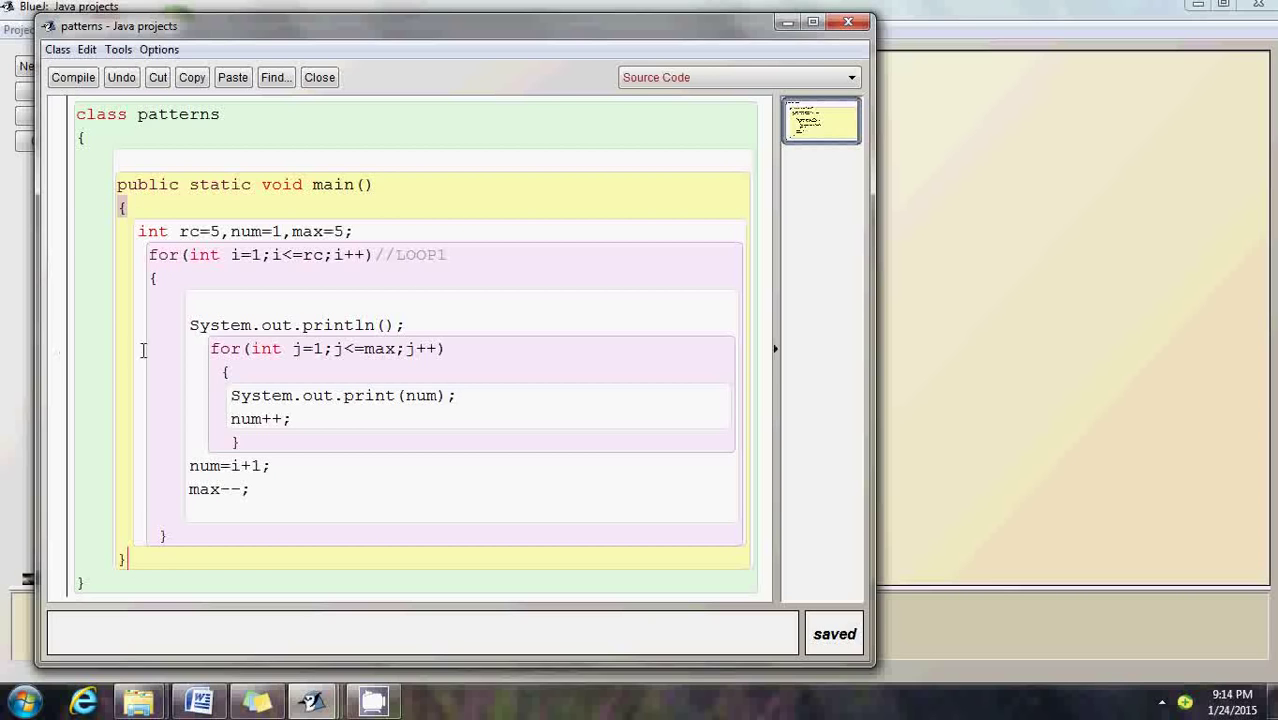 BlueJ: Java projects
patterns - Java projects
Class Edit Tools Options
Compile Undo Cut Copy Paste Find... Close
Source Code
class patterns
{
public static void main()
{
int rc=5,num=1,max=5;
for(int i=1;i<=rc;i++)//LOOP1
{
System.out.println();
for(int j=1;j<=max;j++)
{
System.out.print(num);
num++;
}
num=i+1;
max--;
}
}
}
saved
9:14 PM
1/24/2015